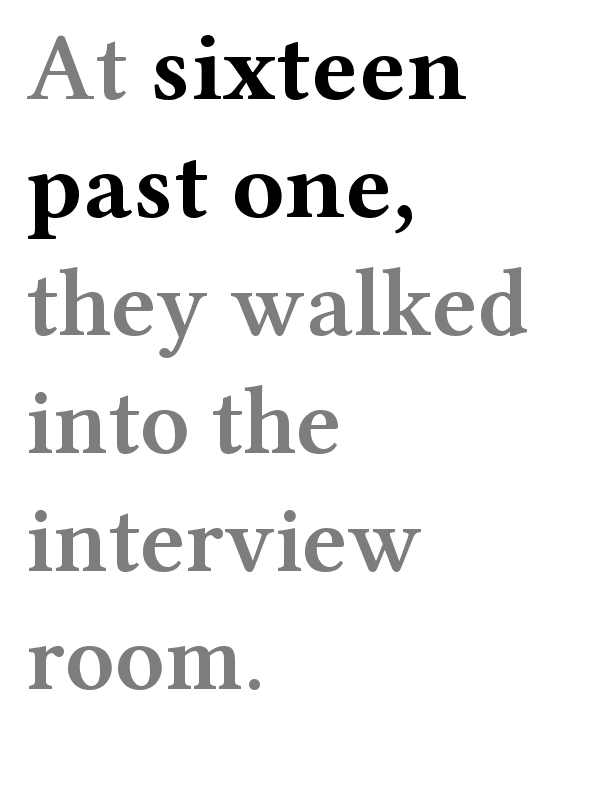 At sixteen
past one,
they walked
into the
interview
room.